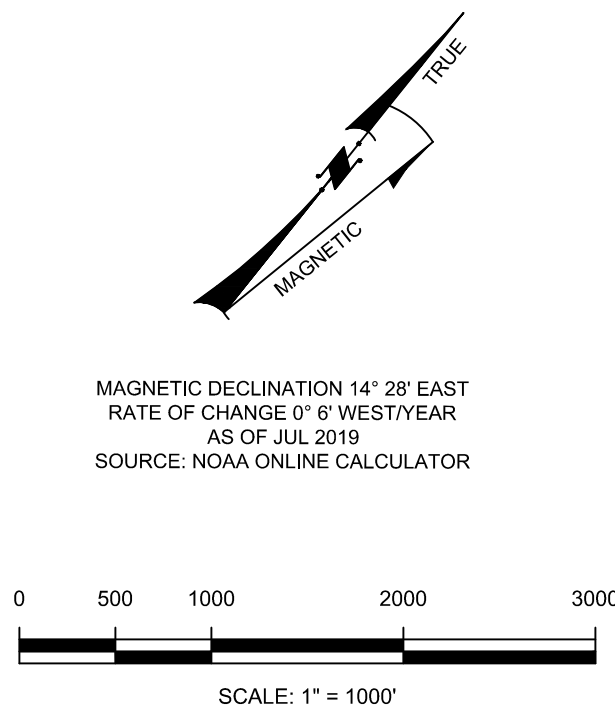 TRUE
MAGNETIC
MAGNETIC DECLINATION 14° 28' EAST
RATE OF CHANGE 0° 6' WEST/YEAR
AS OF JUL 2019
SOURCE: NOAA ONLINE CALCULATOR
0 500 1000 2000 3000
SCALE: 1" = 1000'